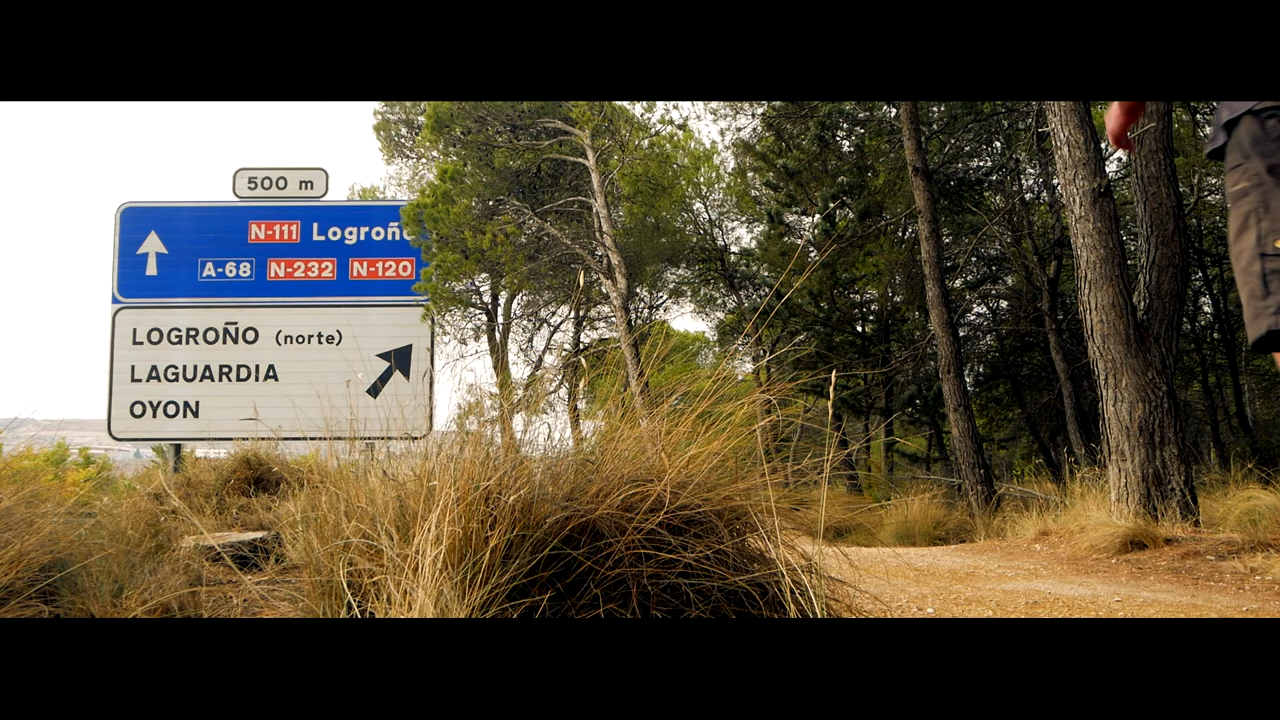 500 m
N-111 Logroño
A-68 N-232 N-120
LOGROÑO (norte)
LAGUARDIA
OYON